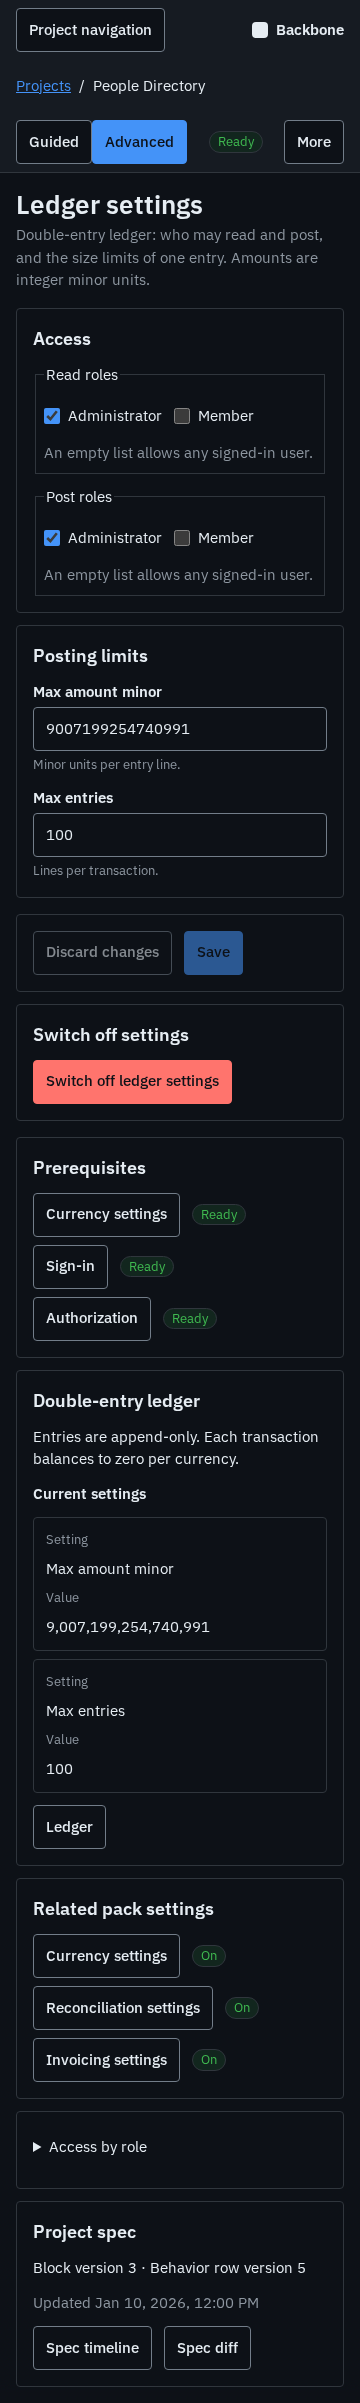 Project navigation
Backbone
Projects / People Directory
Guided
Advanced
Ready
More
Ledger settings
Double-entry ledger: who may read and post,
and the size limits of one entry. Amounts are
integer minor units.
Access
Read roles
Administrator
Member
An empty list allows any signed-in user.
Post roles
Administrator
Member
An empty list allows any signed-in user.
Posting limits
Max amount minor
9007199254740991
Minor units per entry line.
Max entries
100
Lines per transaction.
Discard changes
Save
Switch off settings
Switch off ledger settings
Prerequisites
Currency settings
Ready
Sign-in
Ready
Authorization
Ready
Double-entry ledger
Entries are append-only. Each transaction
balances to zero per currency.
Current settings
Setting
Max amount minor
Value
9,007,199,254,740,991
Setting
Max entries
Value
100
Ledger
Related pack settings
Currency settings
On
Reconciliation settings
On
Invoicing settings
On
Access by role
Project spec
Block version 3 · Behavior row version 5
Updated Jan 10, 2026, 12:00 PM
Spec timeline
Spec diff